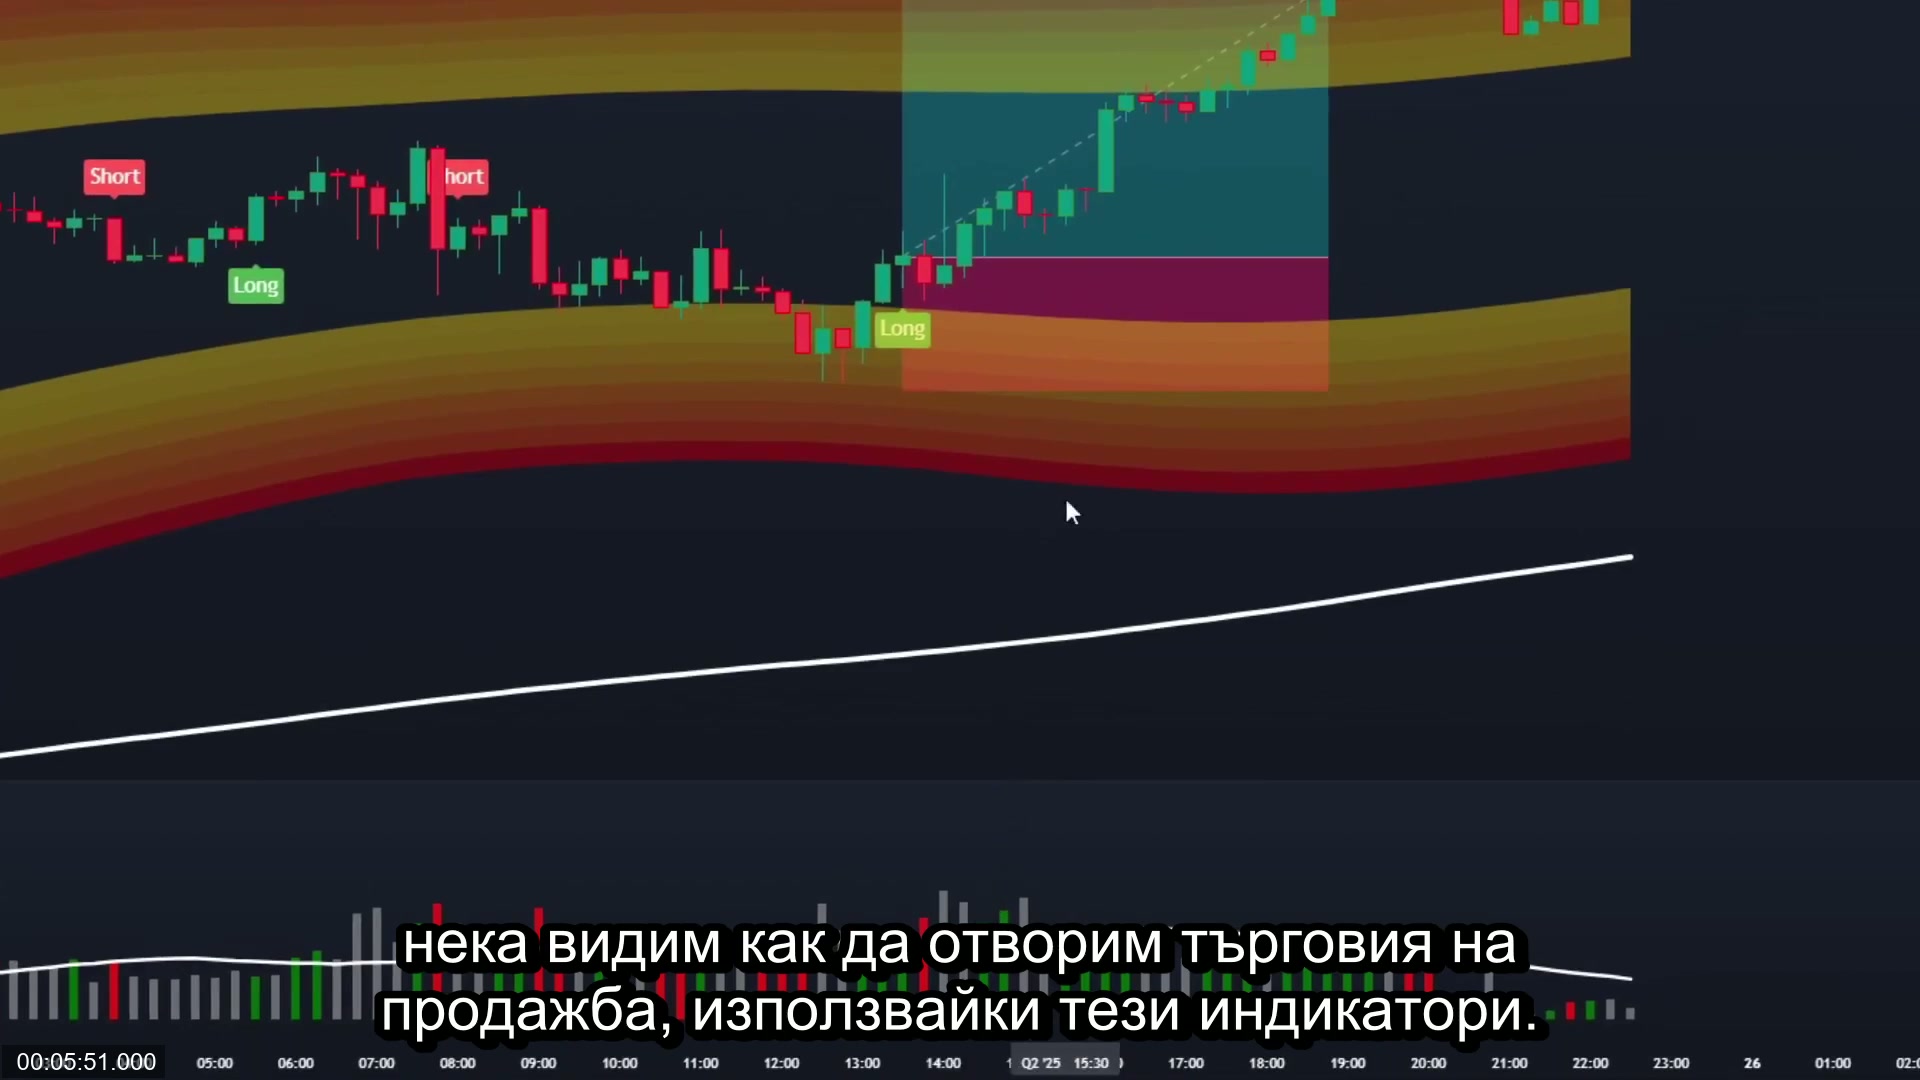 Short
hort
Long
Long
нека видим как да отворим търговия на
продажба, използвайки тези индикатори.
00:05:51.000 05:00 06:00 07:00 08:00 09:00 10:00 11:00 12:00 13:00 14:00 Q2 '25 15:30 17:00 18:00 19:00 20:00 21:00 22:00 23:00 26 01:00 02:0